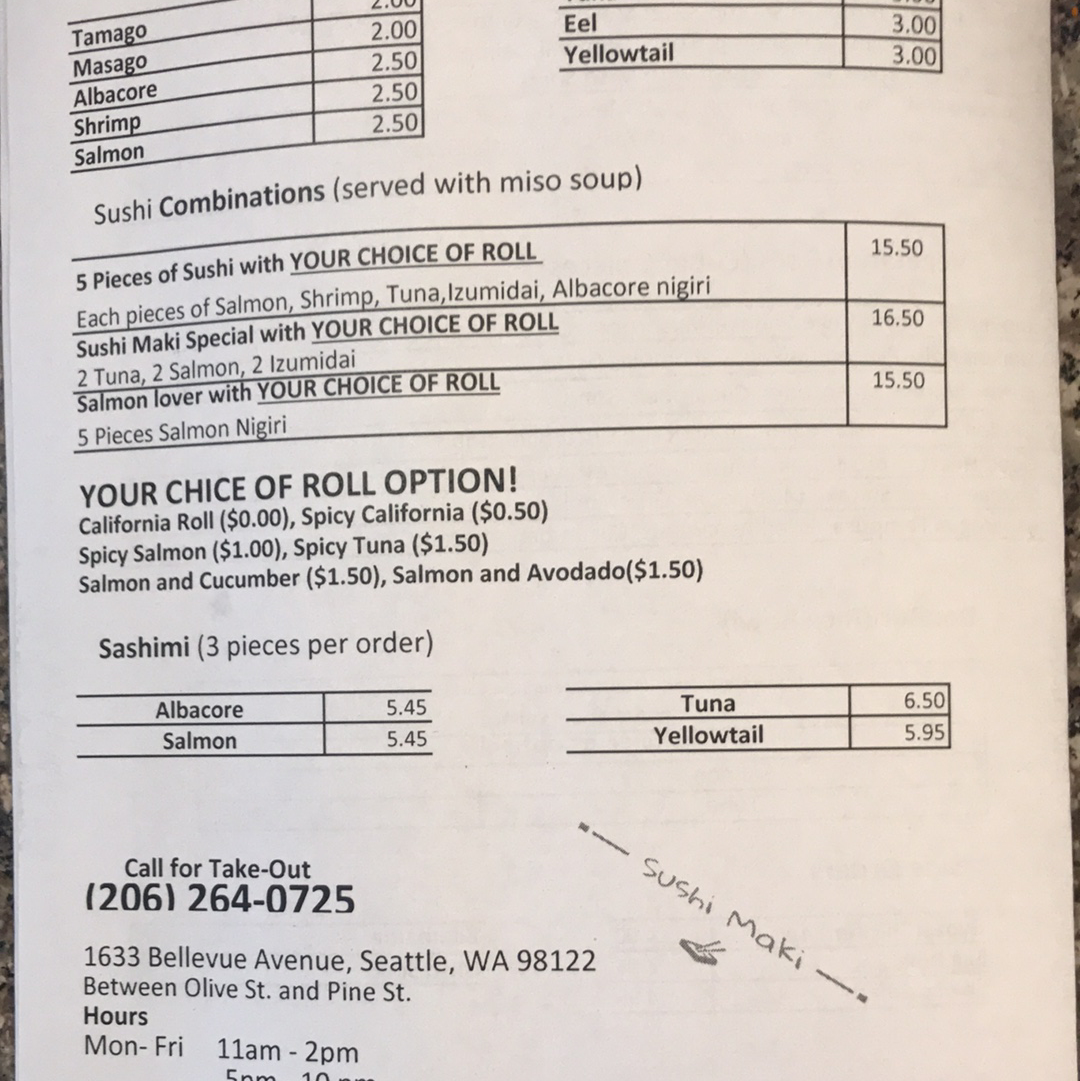 2.00
Tamago 2.00
Masago 2.50
Albacore 2.50
Shrimp 2.50
Salmon
Eel 3.00
Yellowtail 3.00
Sushi Combinations (served with miso soup)
5 Pieces of Sushi with YOUR CHOICE OF ROLL 15.50
Each pieces of Salmon, Shrimp, Tuna,Izumidai, Albacore nigiri
Sushi Maki Special with YOUR CHOICE OF ROLL 16.50
2 Tuna, 2 Salmon, 2 Izumidai
Salmon lover with YOUR CHOICE OF ROLL 15.50
5 Pieces Salmon Nigiri
YOUR CHICE OF ROLL OPTION!
California Roll ($0.00), Spicy California ($0.50)
Spicy Salmon ($1.00), Spicy Tuna ($1.50)
Salmon and Cucumber ($1.50), Salmon and Avodado($1.50)
Sashimi (3 pieces per order)
Albacore 5.45
Salmon 5.45
Tuna 6.50
Yellowtail 5.95
Call for Take-Out
(206) 264-0725
Sushi Maki
1633 Bellevue Avenue, Seattle, WA 98122
Between Olive St. and Pine St.
Hours
Mon- Fri 11am - 2pm
5pm - 10 pm